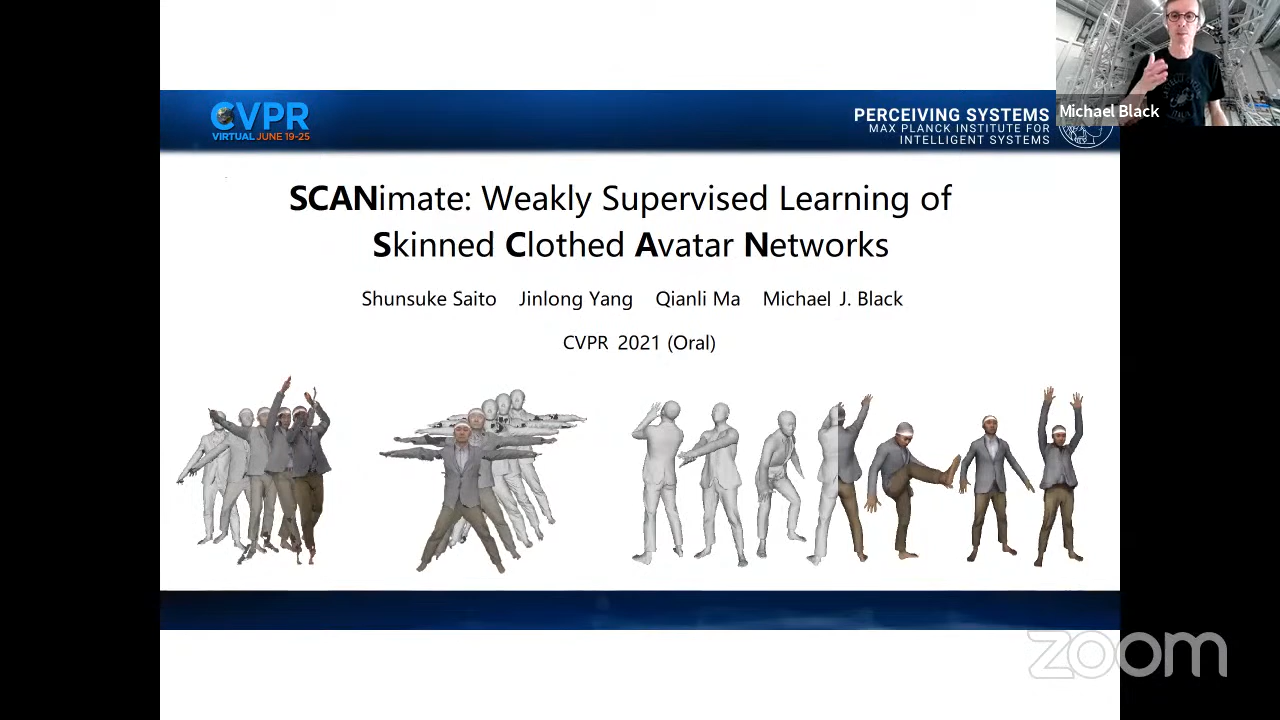 Michael Black
CVPR
VIRTUAL JUNE 19-25
PERCEIVING SYSTEMS
MAX PLANCK INSTITUTE FOR
INTELLIGENT SYSTEMS
SCANimate: Weakly Supervised Learning of
Skinned Clothed Avatar Networks
Shunsuke Saito Jinlong Yang Qianli Ma Michael J. Black
CVPR 2021 (Oral)
zoom